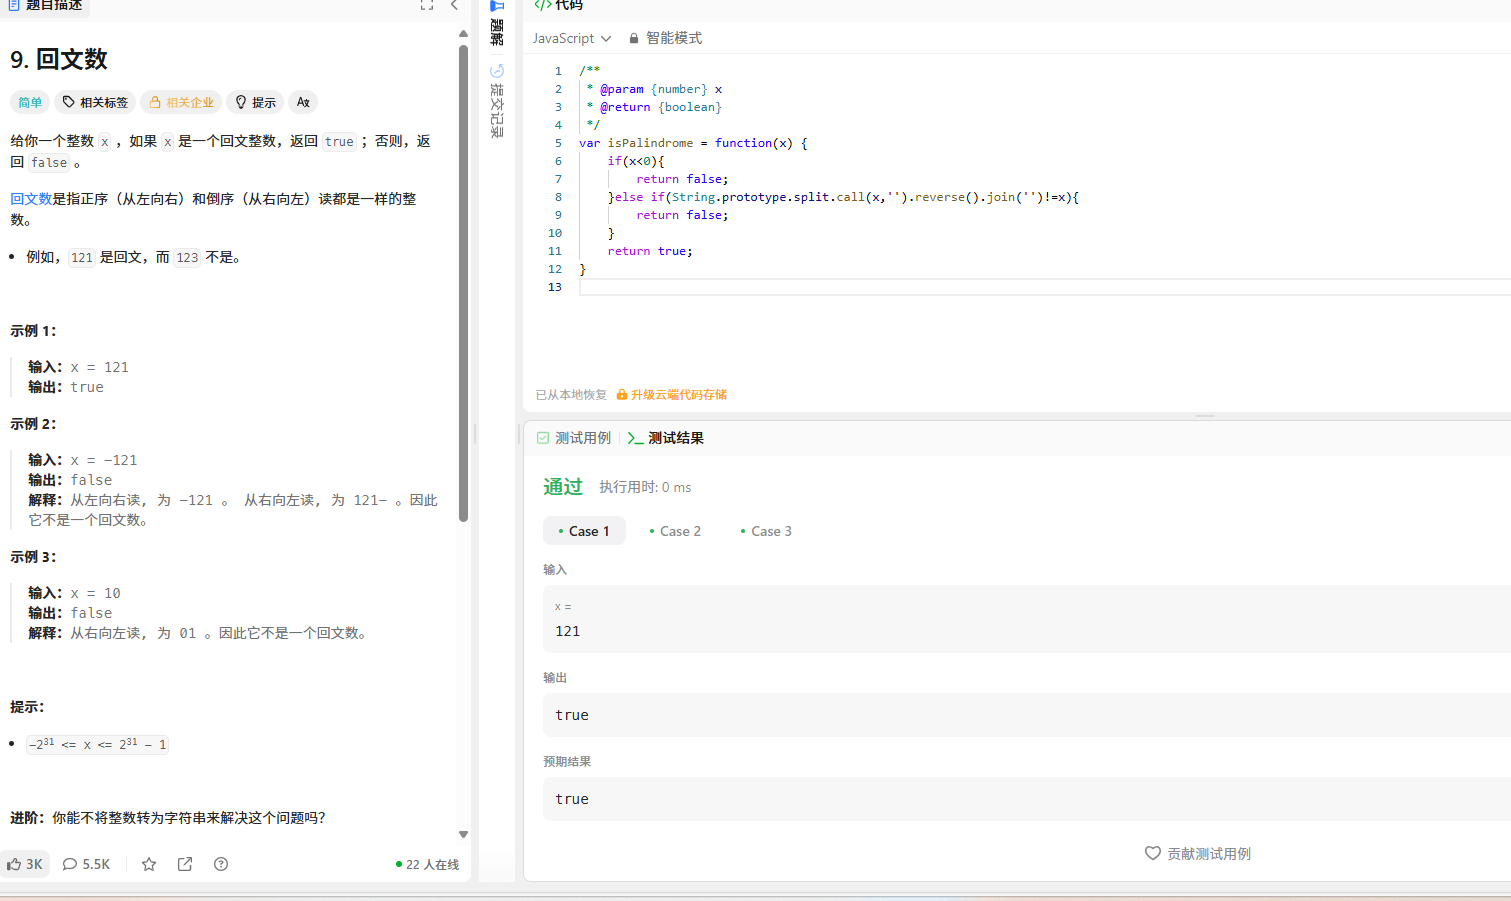 题目描述
9. 回文数
简单 相关标签 相关企业 提示
给你一个整数 x ，如果 x 是一个回文整数，返回 true ；否则，返
回 false 。
回文数是指正序（从左向右）和倒序（从右向左）读都是一样的整
数。
例如，121 是回文，而 123 不是。
示例 1：
输入：x = 121
输出：true
示例 2：
输入：x = -121
输出：false
解释：从左向右读, 为 -121 。 从右向左读, 为 121- 。因此
它不是一个回文数。
示例 3：
输入：x = 10
输出：false
解释：从右向左读, 为 01 。因此它不是一个回文数。
提示：
-2³¹ <= x <= 2³¹ - 1
进阶：你能不将整数转为字符串来解决这个问题吗？
3K 5.5K 22 人在线
题解
提交记录
</> 代码
JavaScript 智能模式
1 /**
2 * @param {number} x
3 * @return {boolean}
4 */
5 var isPalindrome = function(x) {
6 if(x<0){
7 return false;
8 }else if(String.prototype.split.call(x,'').reverse().join('')!=x){
9 return false;
10 }
11 return true;
12 }
13
已从本地恢复 升级云端代码存储
测试用例 测试结果
通过 执行用时: 0 ms
Case 1 Case 2 Case 3
输入
x =
121
输出
true
预期结果
true
贡献测试用例